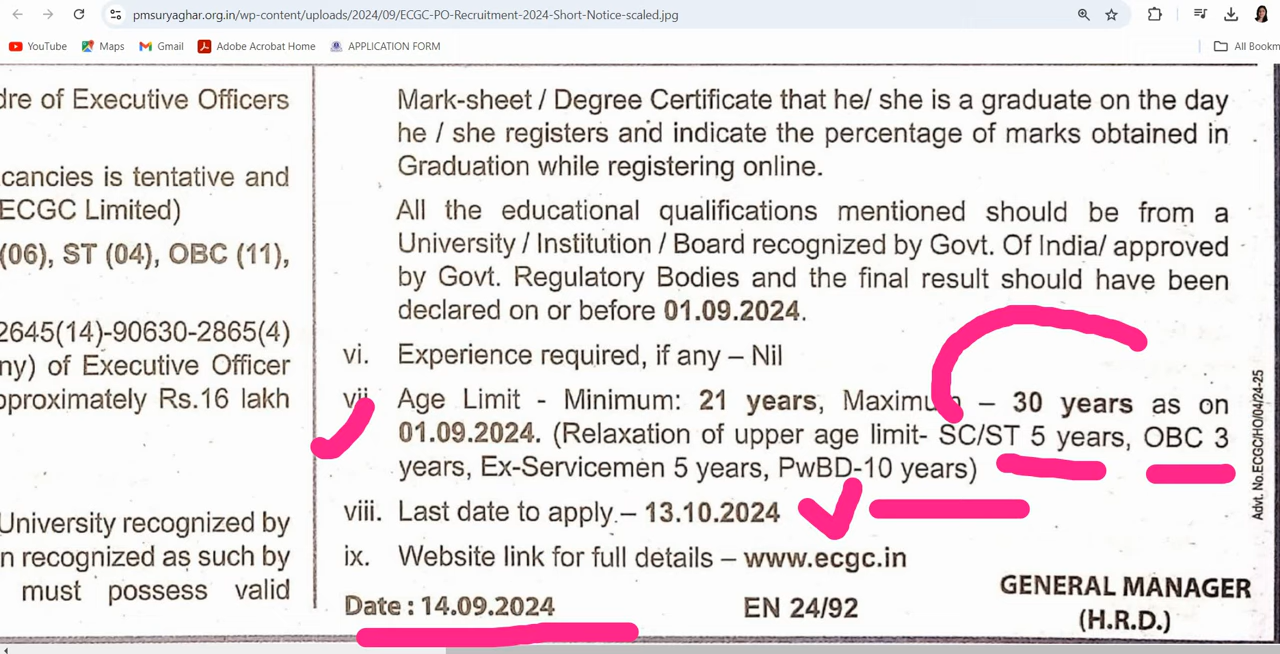 pmsuryaghar.org.in/wp-content/uploads/2024/09/ECGC-PO-Recruitment-2024-Short-Notice-scaled.jpg
YouTube Maps Gmail Adobe Acrobat Home APPLICATION FORM All Bookm
dre of Executive Officers
cancies is tentative and
ECGC Limited)
(06), ST (04), OBC (11),
2645(14)-90630-2865(4)
ny) of Executive Officer
pproximately Rs.16 lakh
University recognized by
n recognized as such by
must possess valid
Mark-sheet / Degree Certificate that he/ she is a graduate on the day
he / she registers and indicate the percentage of marks obtained in
Graduation while registering online.
All the educational qualifications mentioned should be from a
University / Institution / Board recognized by Govt. Of India/ approved
by Govt. Regulatory Bodies and the final result should have been
declared on or before 01.09.2024.
vi. Experience required, if any – Nil
vii. Age Limit - Minimum: 21 years, Maximum – 30 years as on
01.09.2024. (Relaxation of upper age limit- SC/ST 5 years, OBC 3
years, Ex-Servicemen 5 years, PwBD-10 years)
viii. Last date to apply – 13.10.2024
ix. Website link for full details – www.ecgc.in
Date : 14.09.2024 EN 24/92
GENERAL MANAGER
(H.R.D.)
Advt. No.ECGC/HO/04/24-25